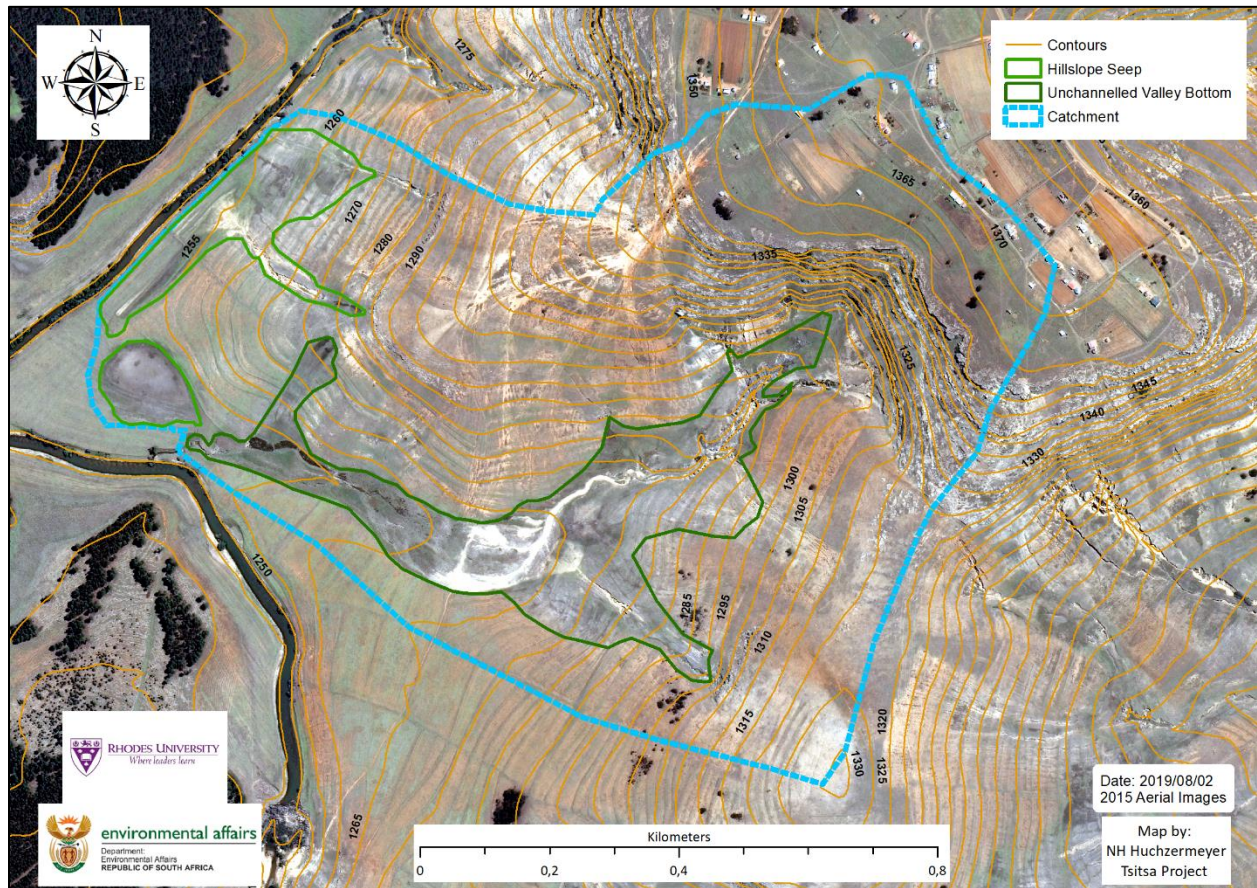 N
W E
S
Contours
Hillslope Seep
Unchannelled Valley Bottom
Catchment
1275
1350
1260
1365
1360
1270
1370
1255
1280
1290
1335
1325
1345
1340
1330
1300
1305
1250
1285
1295
1310
1315
1320
1330
1325
1265
RHODES UNIVERSITY
Where leaders learn
environmental affairs
Department:
Environmental Affairs
REPUBLIC OF SOUTH AFRICA
Kilometers
0 0,2 0,4 0,6 0,8
Date: 2019/08/02
2015 Aerial Images
Map by:
NH Huchzermeyer
Tsitsa Project